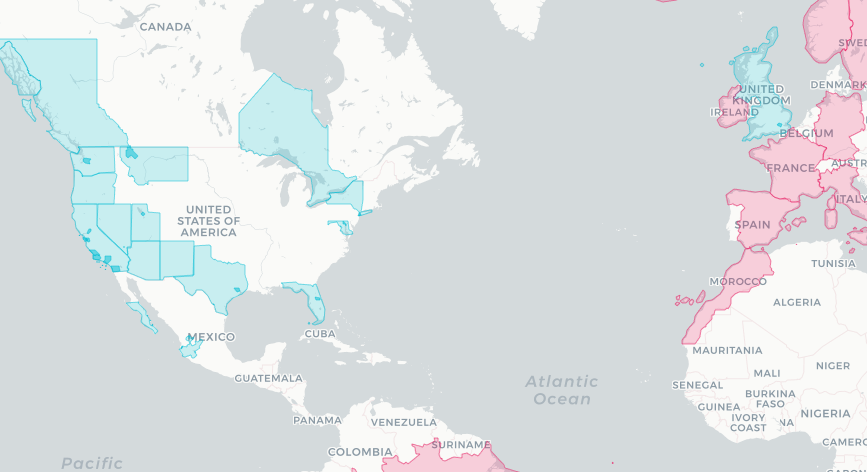 CANADA
SWED
DENMARK
UNITED
KINGDOM
IRELAND
BELGIUM
FRANCE
AUSTR
ITALY
SPAIN
UNITED
STATES OF
AMERICA
TUNISIA
MOROCCO
ALGERIA
MEXICO
CUBA
MAURITANIA
MALI
NIGER
GUATEMALA
Atlantic
Ocean
SENEGAL
BURKINA
FASO
GUINEA
IVORY
COAST
NA
NIGERIA
PANAMA
VENEZUELA
SURINAME
CAMERO
COLOMBIA
Pacific